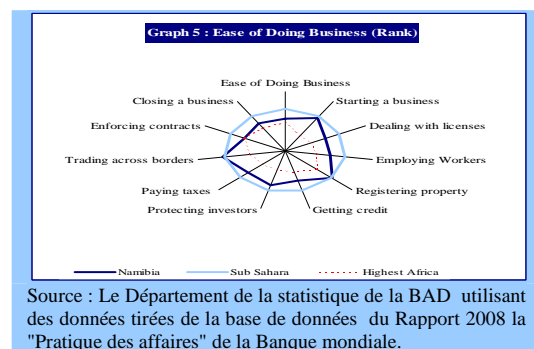 Graph 5 : Ease of Doing Business (Rank)
Ease of Doing Business
Closing a business
Starting a business
Enforcing contracts
Dealing with licenses
Trading across borders
Employing Workers
Paying taxes
Registering property
Protecting investors
Getting credit
Namibia
Sub Sahara
Highest Africa
Source : Le Département de la statistique de la BAD utilisant
des données tirées de la base de données du Rapport 2008 la
"Pratique des affaires" de la Banque mondiale.